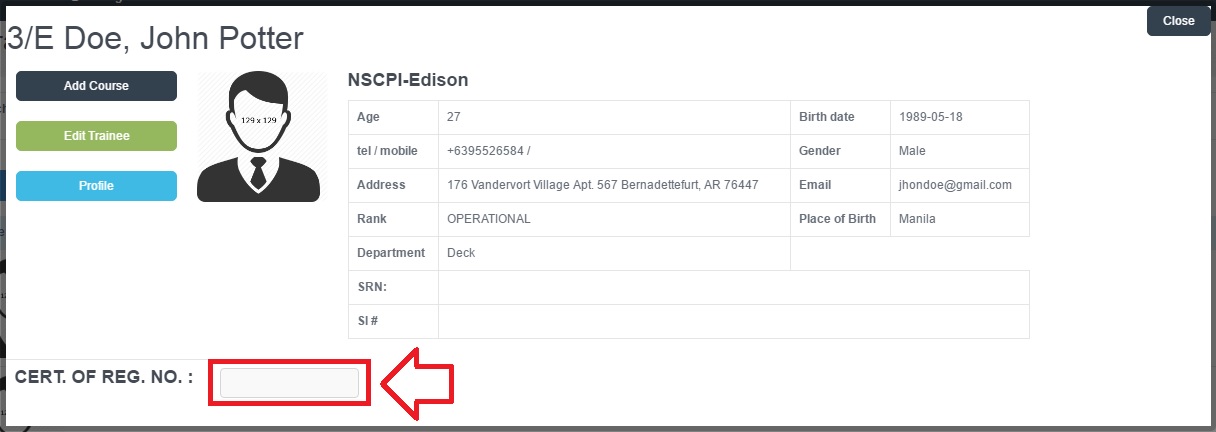 Close
3/E Doe, John Potter
Add Course
Edit Trainee
Profile
129 x 129
NSCPI-Edison
Age 27 Birth date 1989-05-18
tel / mobile +6395526584 / Gender Male
Address 176 Vandervort Village Apt. 567 Bernadettefurt, AR 76447 Email jhondoe@gmail.com
Rank OPERATIONAL Place of Birth Manila
Department Deck
SRN:
SI #
CERT. OF REG. NO. :